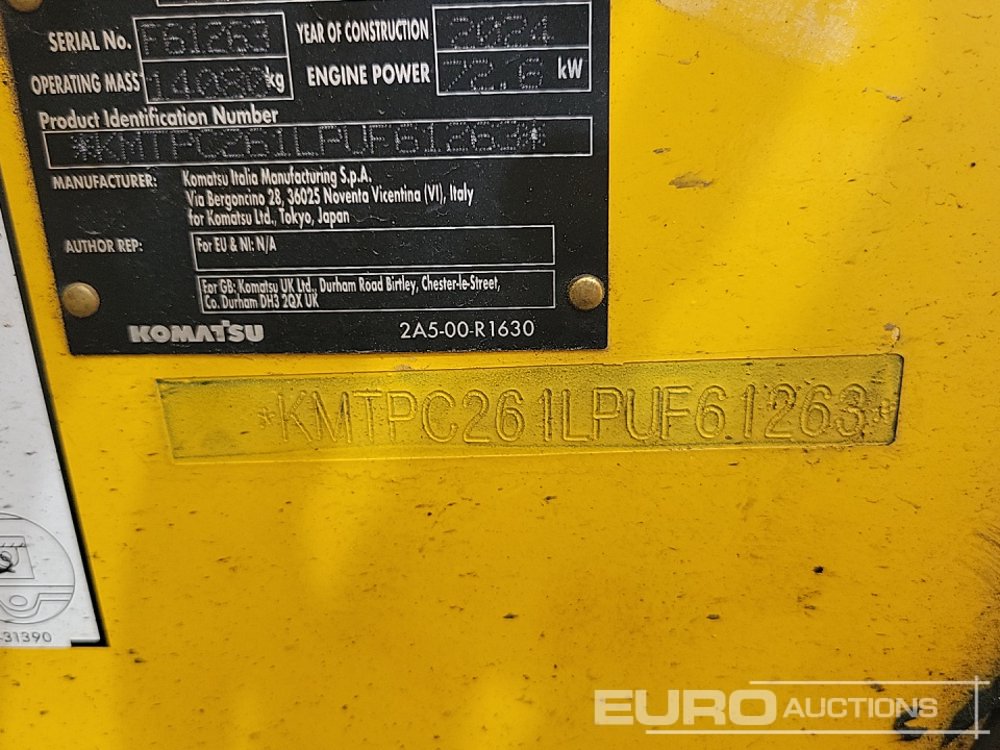 SERIAL No. F61263 YEAR OF CONSTRUCTION 2024
OPERATING MASS 14080 kg ENGINE POWER 72,6 kW
Product Identification Number
*KMTPC261LPUF61263*
MANUFACTURER: Komatsu Italia Manufacturing S.p.A.
Via Bergoncino 28, 36025 Noventa Vicentina (VI), Italy
for Komatsu Ltd., Tokyo, Japan
AUTHOR REP: For EU & NI: N/A
For GB: Komatsu UK Ltd., Durham Road Birtley, Chester-le-Street,
Co. Durham DH3 2QX UK
KOMATSU 2A5-00-R1630
*KMTPC261LPUF61263*
-31390
EURO AUCTIONS